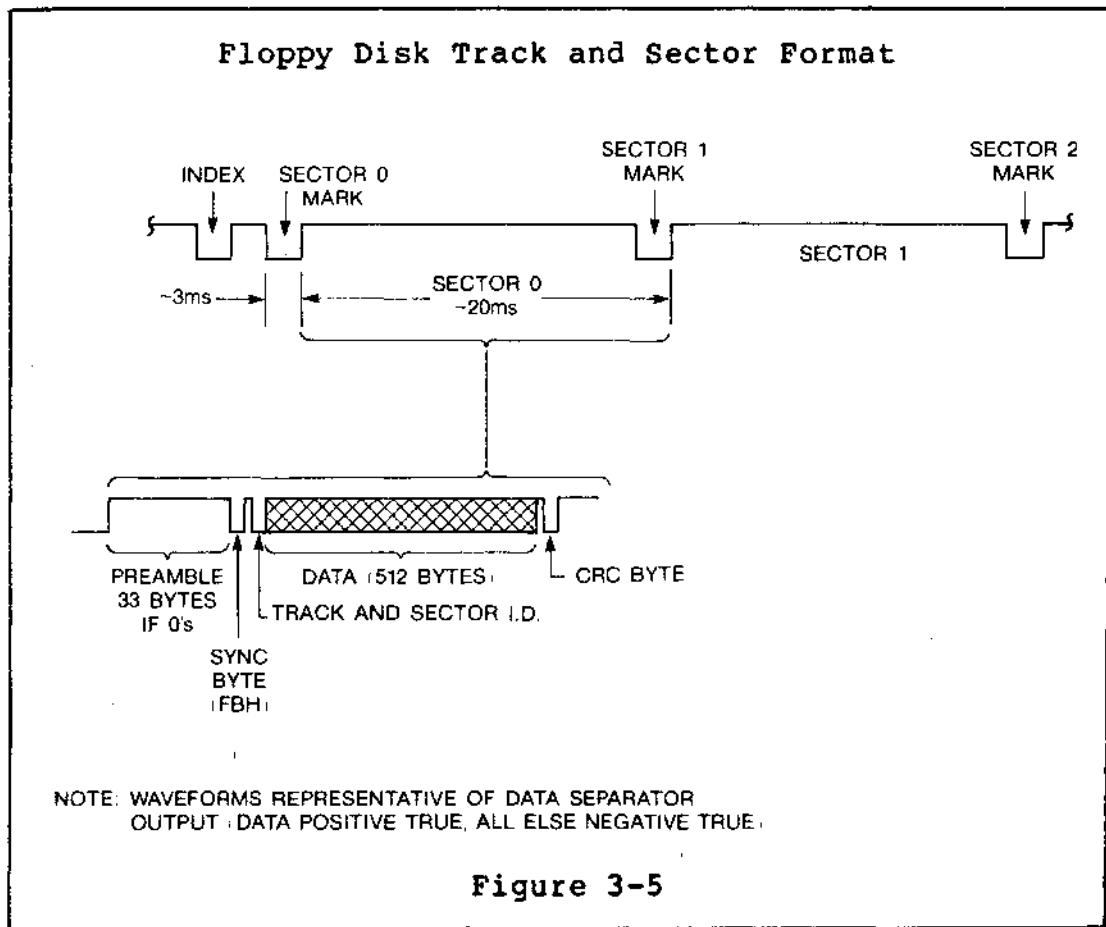 Floppy Disk Track and Sector Format
INDEX
SECTOR 0
MARK
SECTOR 1
MARK
SECTOR 2
MARK
~3ms
SECTOR 0
~20ms
SECTOR 1
PREAMBLE
33 BYTES
IF 0's
SYNC
BYTE
(FBH)
TRACK AND SECTOR I.D.
DATA (512 BYTES)
CRC BYTE
NOTE: WAVEFORMS REPRESENTATIVE OF DATA SEPARATOR
OUTPUT (DATA POSITIVE TRUE, ALL ELSE NEGATIVE TRUE)
Figure 3-5